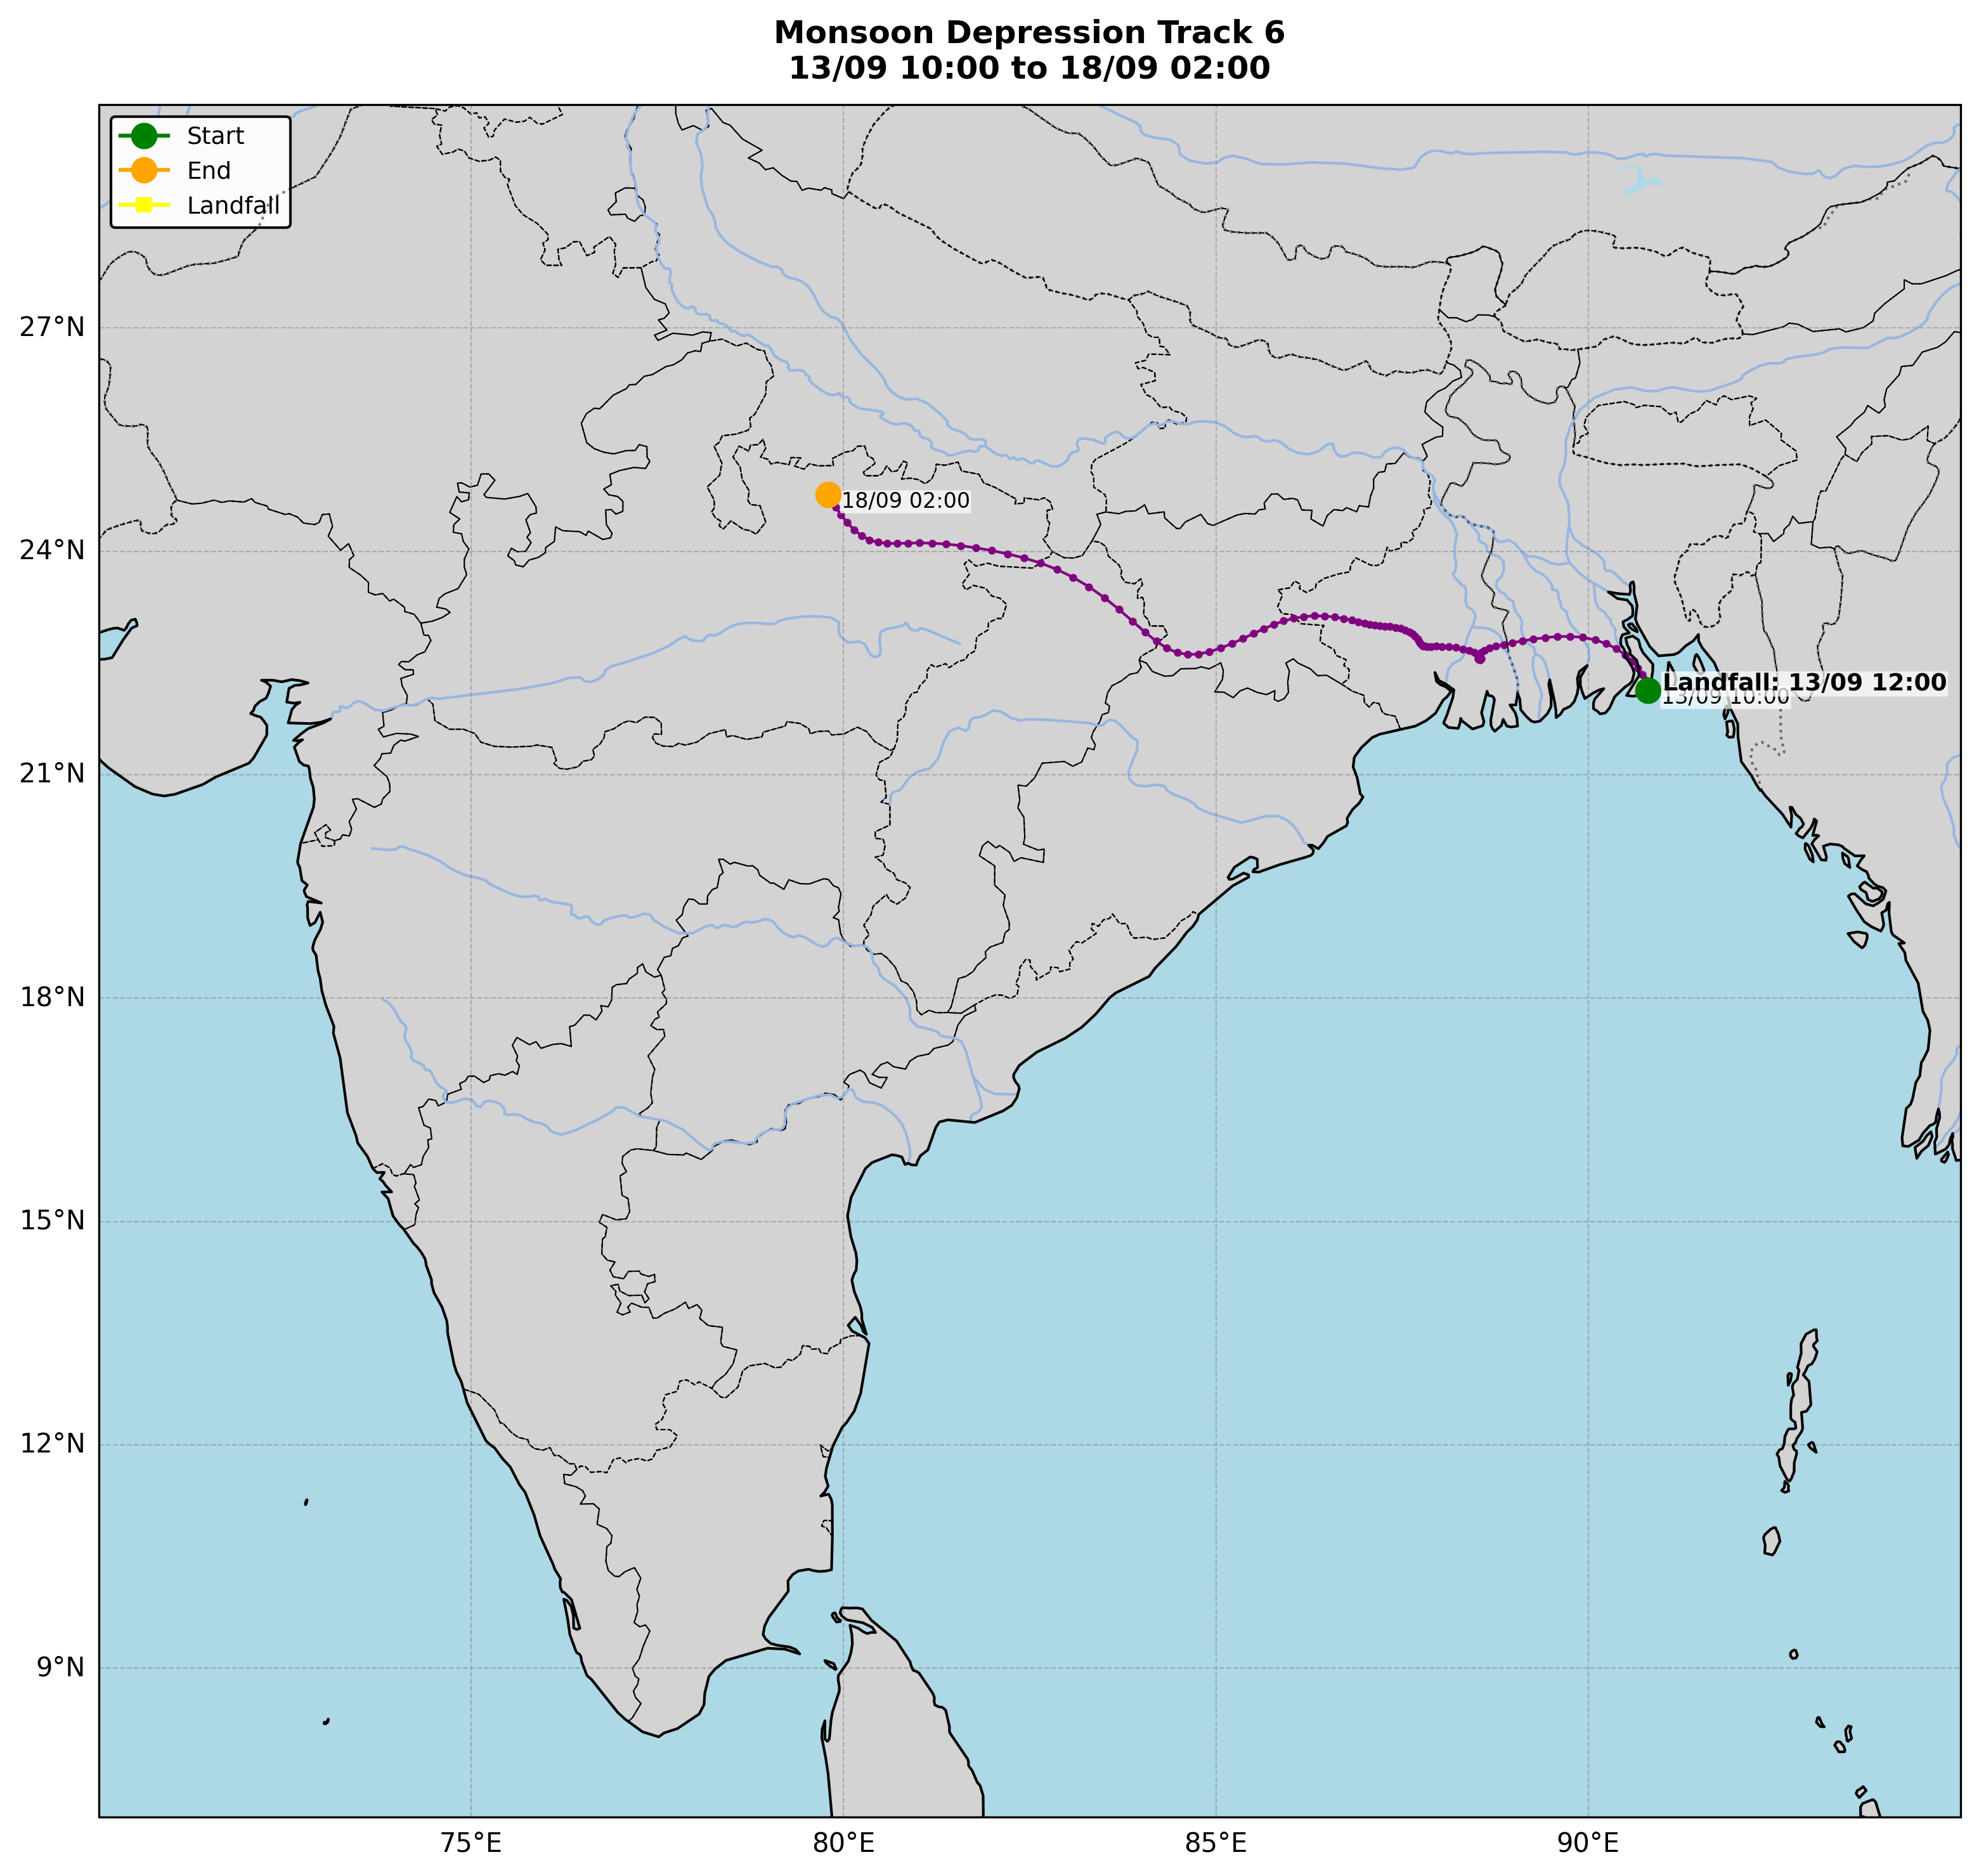 Monsoon Depression Track 6
13/09 10:00 to 18/09 02:00
Start
End
Landfall
27°N
24°N
21°N
18°N
15°N
12°N
9°N
18/09 02:00
Landfall: 13/09 12:00
13/09 10:00
75°E
80°E
85°E
90°E